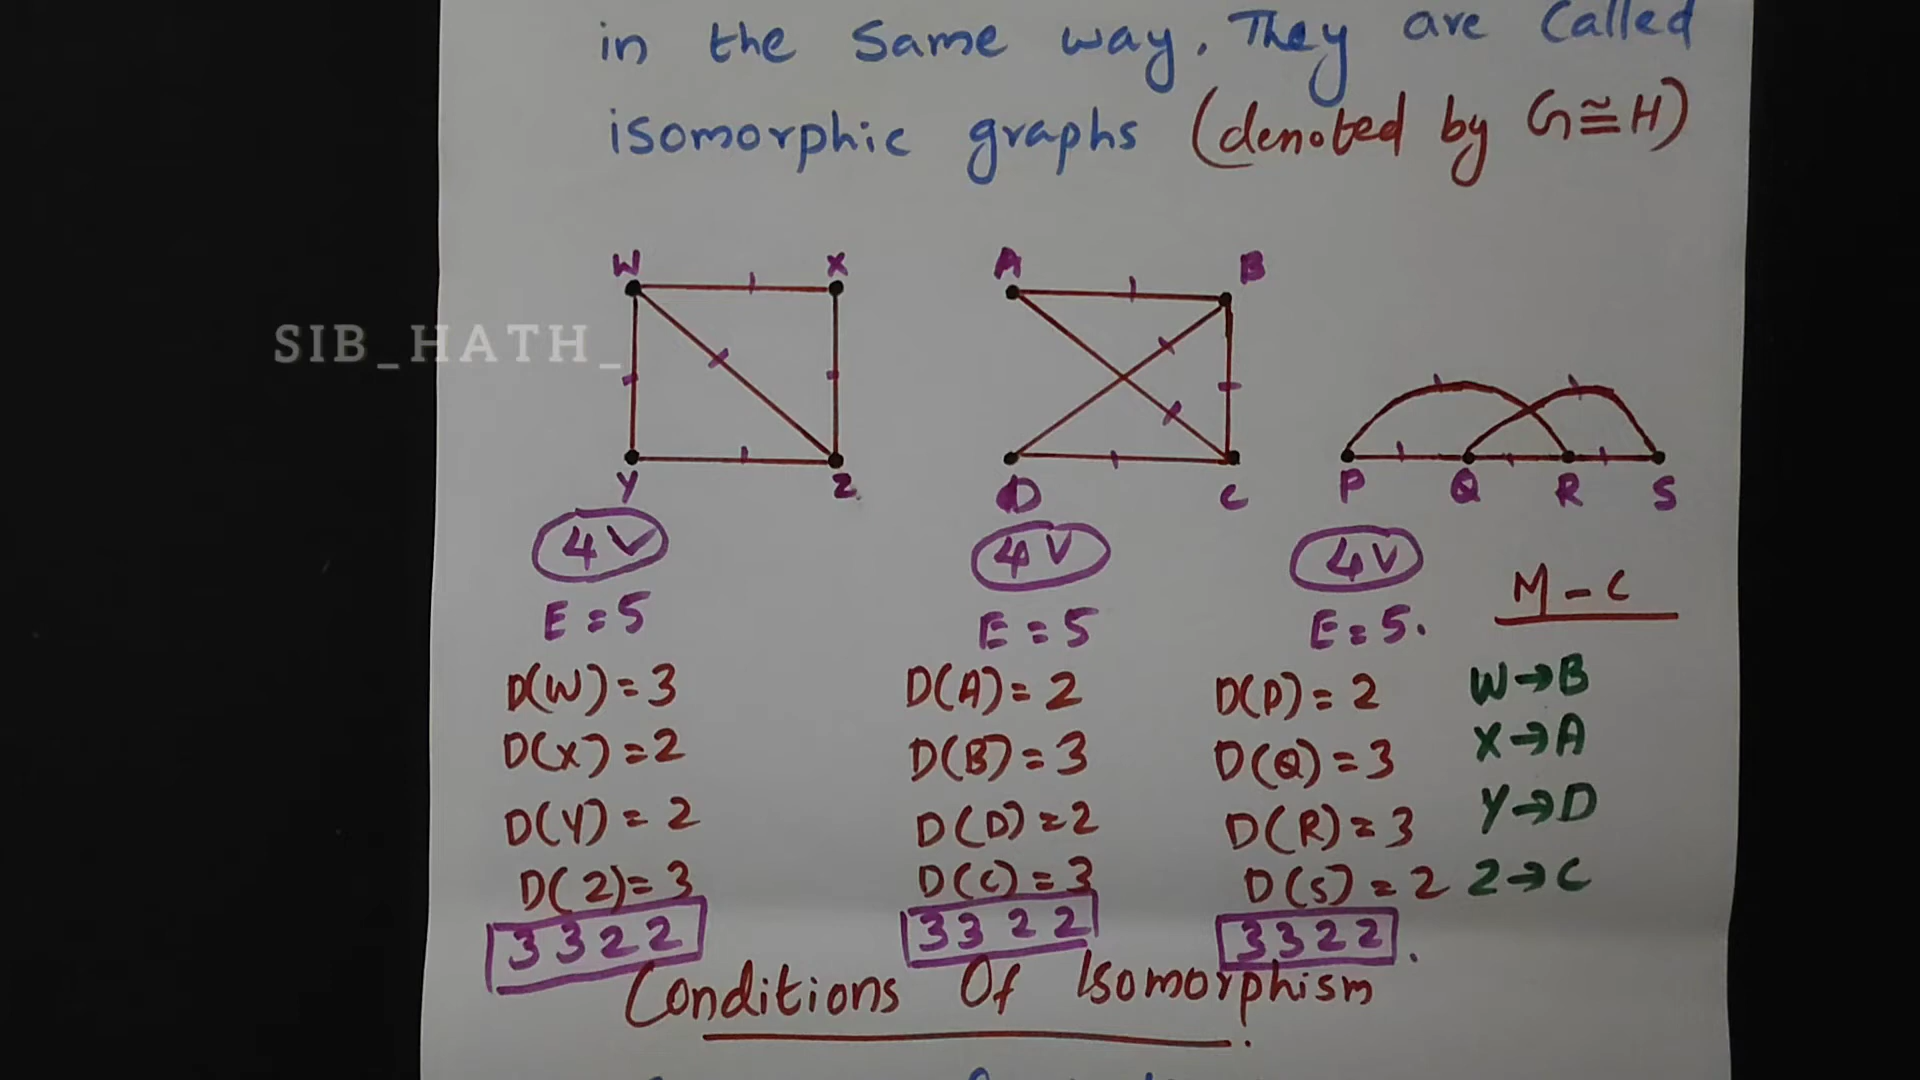 in the same way. They are called
isomorphic graphs (denoted by G≅H)
W X A B
SIB_HATH_
Y Z D C P Q R S
4V 4V 4V
E=5 E=5 E=5.
M-C
D(W)=3 D(A)=2 D(P)=2 W→B
D(X)=2 D(B)=3 D(Q)=3 X→A
D(Y)=2 D(D)=2 D(R)=3 Y→D
D(Z)=3 D(C)=3 D(S)=2 Z→C
3322 3322 3322.
Conditions Of Isomorphism.